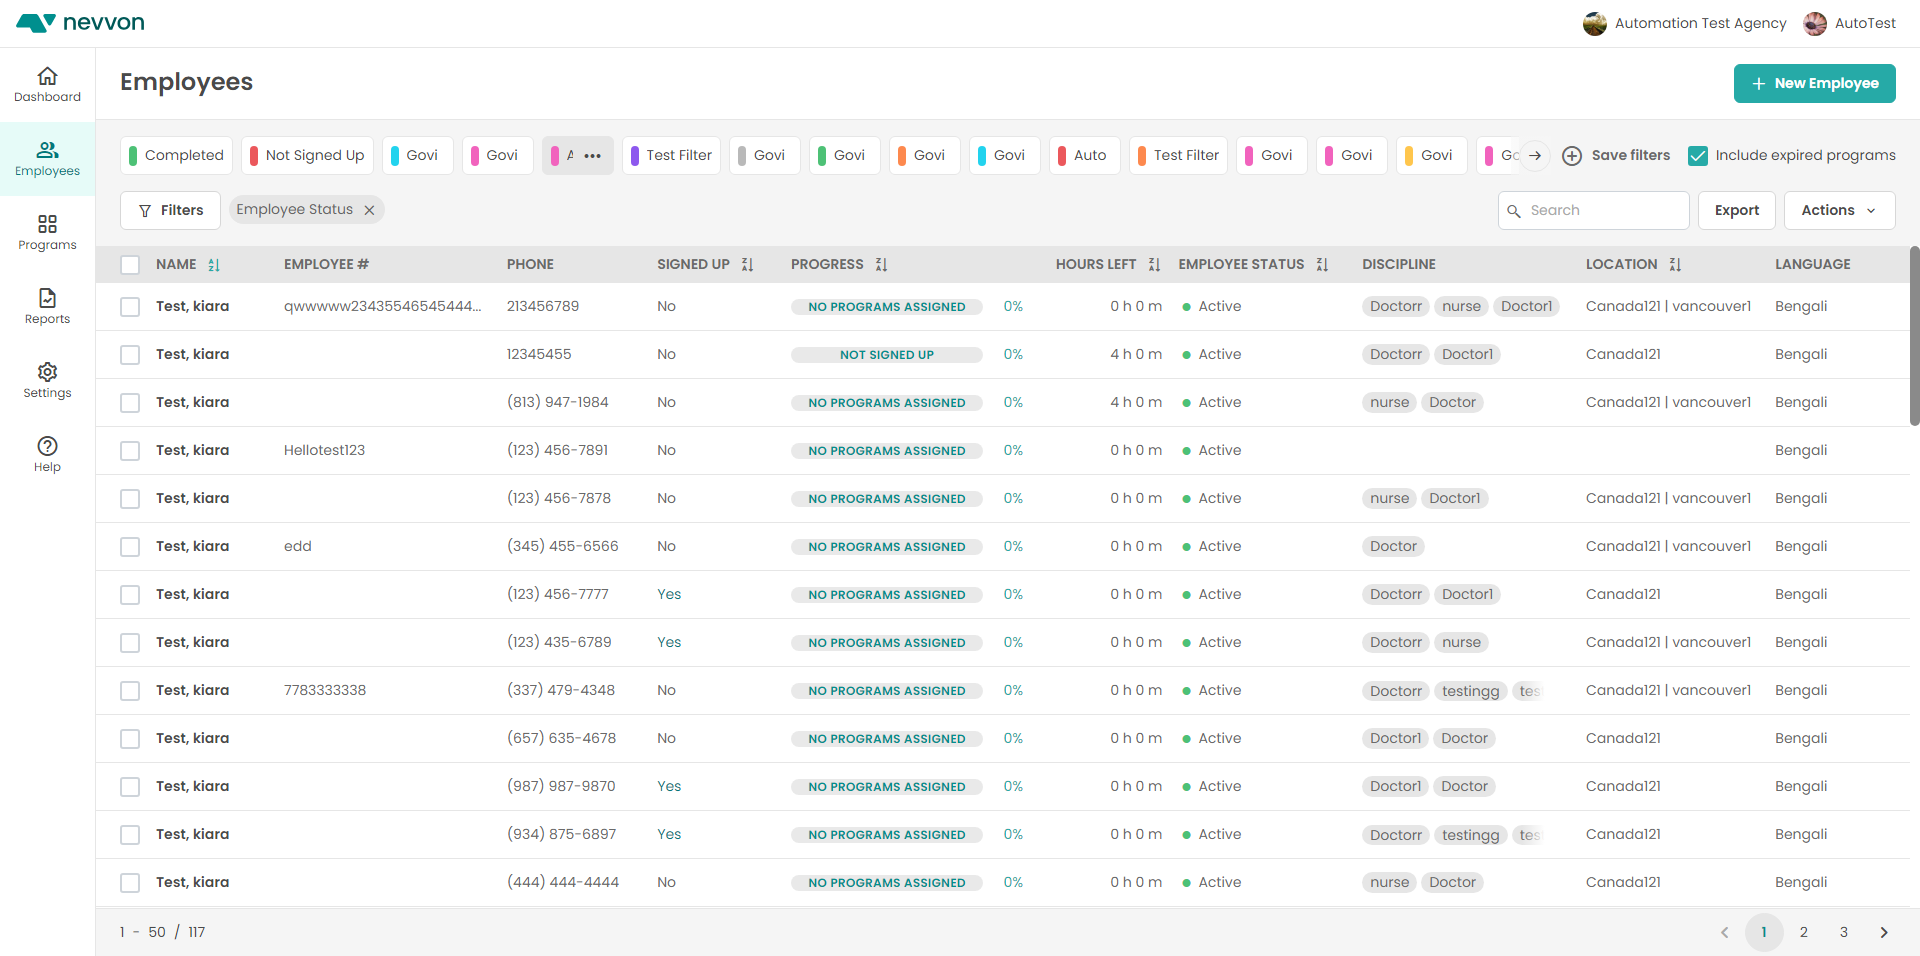 nevvon
Automation Test Agency AutoTest
Dashboard
Employees
Programs
Reports
Settings
Help
Employees
+ New Employee
Completed Not Signed Up Govi Govi ••• Test Filter Govi Govi Govi Govi Auto Test Filter Govi Govi Govi → Save filters Include expired programs
Filters Employee Status × Search Export Actions
NAME EMPLOYEE # PHONE SIGNED UP PROGRESS HOURS LEFT EMPLOYEE STATUS DISCIPLINE LOCATION LANGUAGE
Test, kiara qwwwww23435546545444... 213456789 No NO PROGRAMS ASSIGNED 0% 0 h 0 m Active Doctorr nurse Doctor1 Canada121 | vancouver1 Bengali
Test, kiara 12345455 No NOT SIGNED UP 0% 4 h 0 m Active Doctorr Doctor1 Canada121 Bengali
Test, kiara (813) 947-1984 No NO PROGRAMS ASSIGNED 0% 4 h 0 m Active nurse Doctor Canada121 | vancouver1 Bengali
Test, kiara Hellotest123 (123) 456-7891 No NO PROGRAMS ASSIGNED 0% 0 h 0 m Active Bengali
Test, kiara (123) 456-7878 No NO PROGRAMS ASSIGNED 0% 0 h 0 m Active nurse Doctor1 Canada121 | vancouver1 Bengali
Test, kiara edd (345) 455-6566 No NO PROGRAMS ASSIGNED 0% 0 h 0 m Active Doctor Canada121 | vancouver1 Bengali
Test, kiara (123) 456-7777 Yes NO PROGRAMS ASSIGNED 0% 0 h 0 m Active Doctorr Doctor1 Canada121 Bengali
Test, kiara (123) 435-6789 Yes NO PROGRAMS ASSIGNED 0% 0 h 0 m Active Doctorr nurse Canada121 | vancouver1 Bengali
Test, kiara 7783333338 (337) 479-4348 No NO PROGRAMS ASSIGNED 0% 0 h 0 m Active Doctorr testingg tes Canada121 | vancouver1 Bengali
Test, kiara (657) 635-4678 No NO PROGRAMS ASSIGNED 0% 0 h 0 m Active Doctor1 Doctor Canada121 Bengali
Test, kiara (987) 987-9870 Yes NO PROGRAMS ASSIGNED 0% 0 h 0 m Active Doctor1 Doctor Canada121 Bengali
Test, kiara (934) 875-6897 Yes NO PROGRAMS ASSIGNED 0% 0 h 0 m Active Doctorr testingg tes Canada121 Bengali
Test, kiara (444) 444-4444 No NO PROGRAMS ASSIGNED 0% 0 h 0 m Active nurse Doctor Canada121 Bengali
1 - 50 / 117 1 2 3